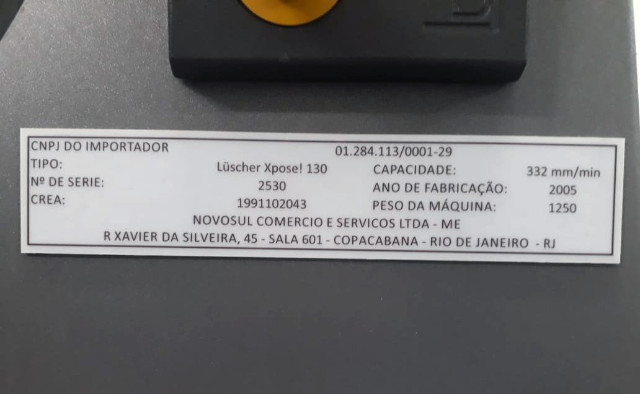 CNPJ DO IMPORTADOR 01.284.113/0001-29
TIPO: Lüscher Xpose! 130 CAPACIDADE: 332 mm/min
Nº DE SERIE: 2530 ANO DE FABRICAÇÃO: 2005
CREA: 1991102043 PESO DA MÁQUINA: 1250
NOVOSUL COMERCIO E SERVICOS LTDA - ME
R XAVIER DA SILVEIRA, 45 - SALA 601 - COPACABANA - RIO DE JANEIRO - RJ